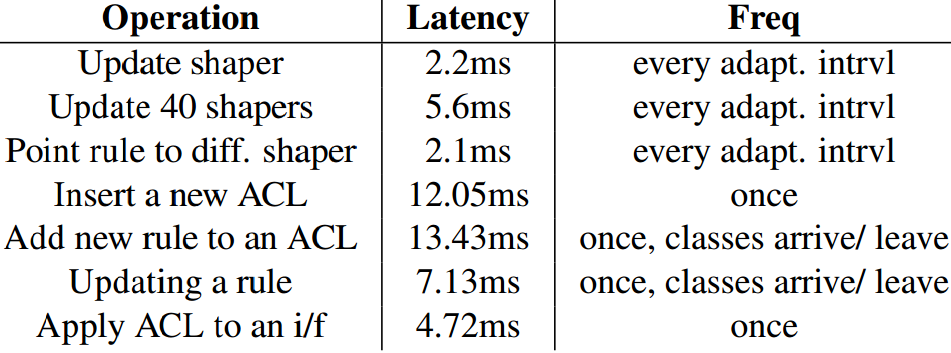 Operation Latency Freq
Update shaper 2.2ms every adapt. intrvl
Update 40 shapers 5.6ms every adapt. intrvl
Point rule to diff. shaper 2.1ms every adapt. intrvl
Insert a new ACL 12.05ms once
Add new rule to an ACL 13.43ms once, classes arrive/ leave
Updating a rule 7.13ms once, classes arrive/ leave
Apply ACL to an i/f 4.72ms once